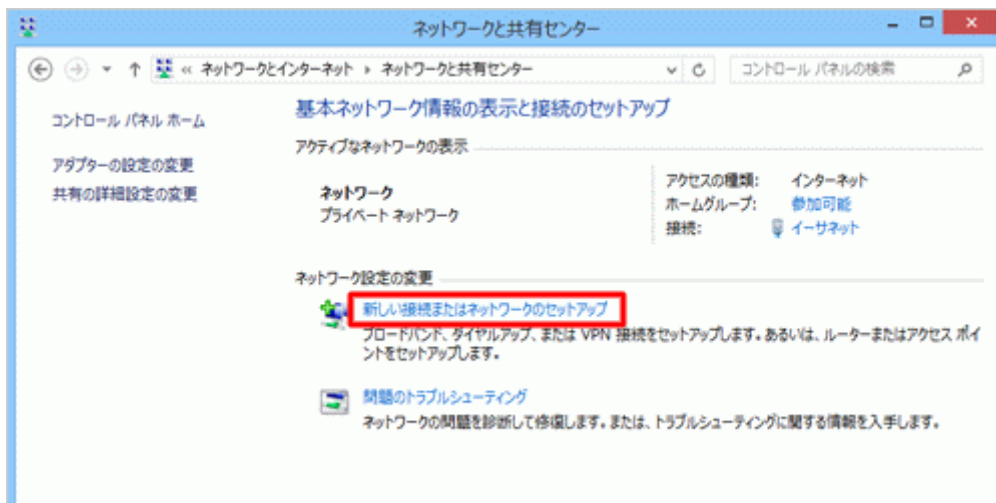 ネットワークと共有センター
« ネットワークとインターネット ▸ ネットワークと共有センター
コントロール パネルの検索
コントロール パネル ホーム
アダプターの設定の変更
共有の詳細設定の変更
基本ネットワーク情報の表示と接続のセットアップ
アクティブなネットワークの表示
ネットワーク
プライベート ネットワーク
アクセスの種類: インターネット
ホームグループ: 参加可能
接続: イーサネット
ネットワーク設定の変更
新しい接続またはネットワークのセットアップ
ブロードバンド、ダイヤルアップ、または VPN 接続をセットアップします。あるいは、ルーターまたはアクセス ポイ
ントをセットアップします。
問題のトラブルシューティング
ネットワークの問題を診断して修復します。または、トラブルシューティングに関する情報を入手します。